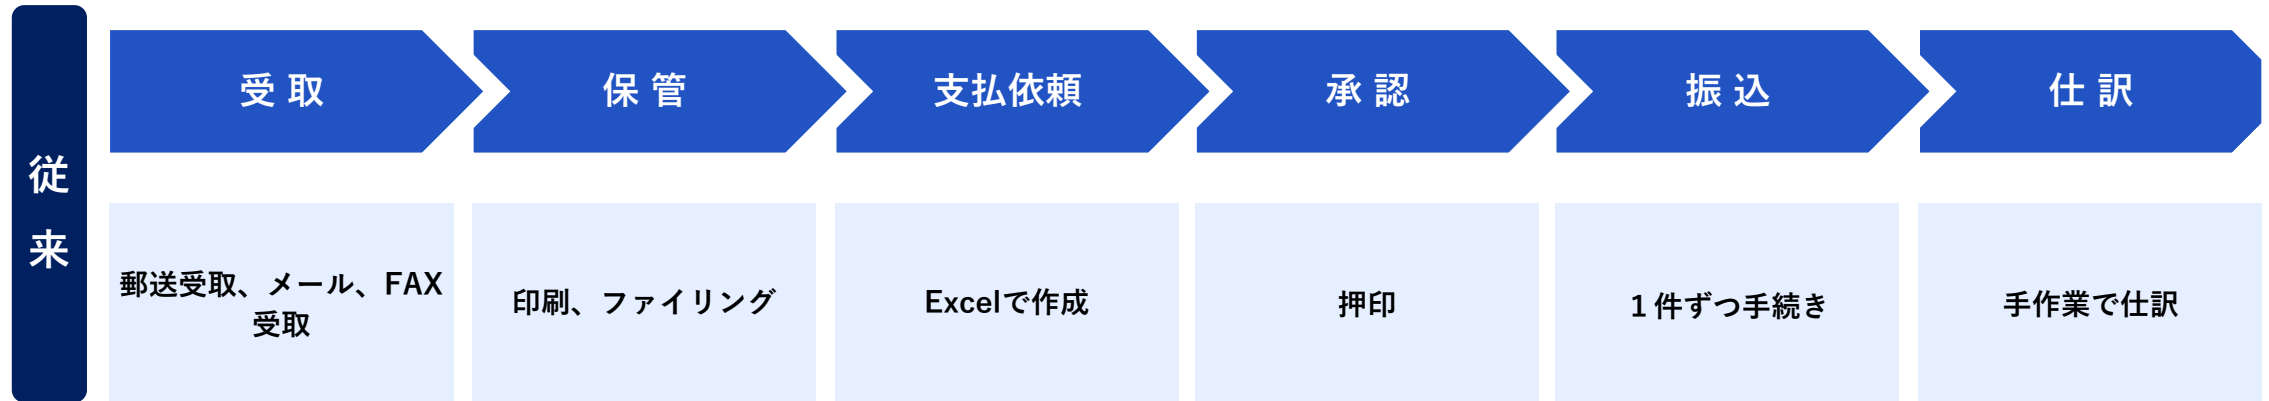 従来
受取
保管
支払依頼
承認
振込
仕訳
郵送受取、メール、FAX
受取
印刷、ファイリング
Excelで作成
押印
1件ずつ手続き
手作業で仕訳